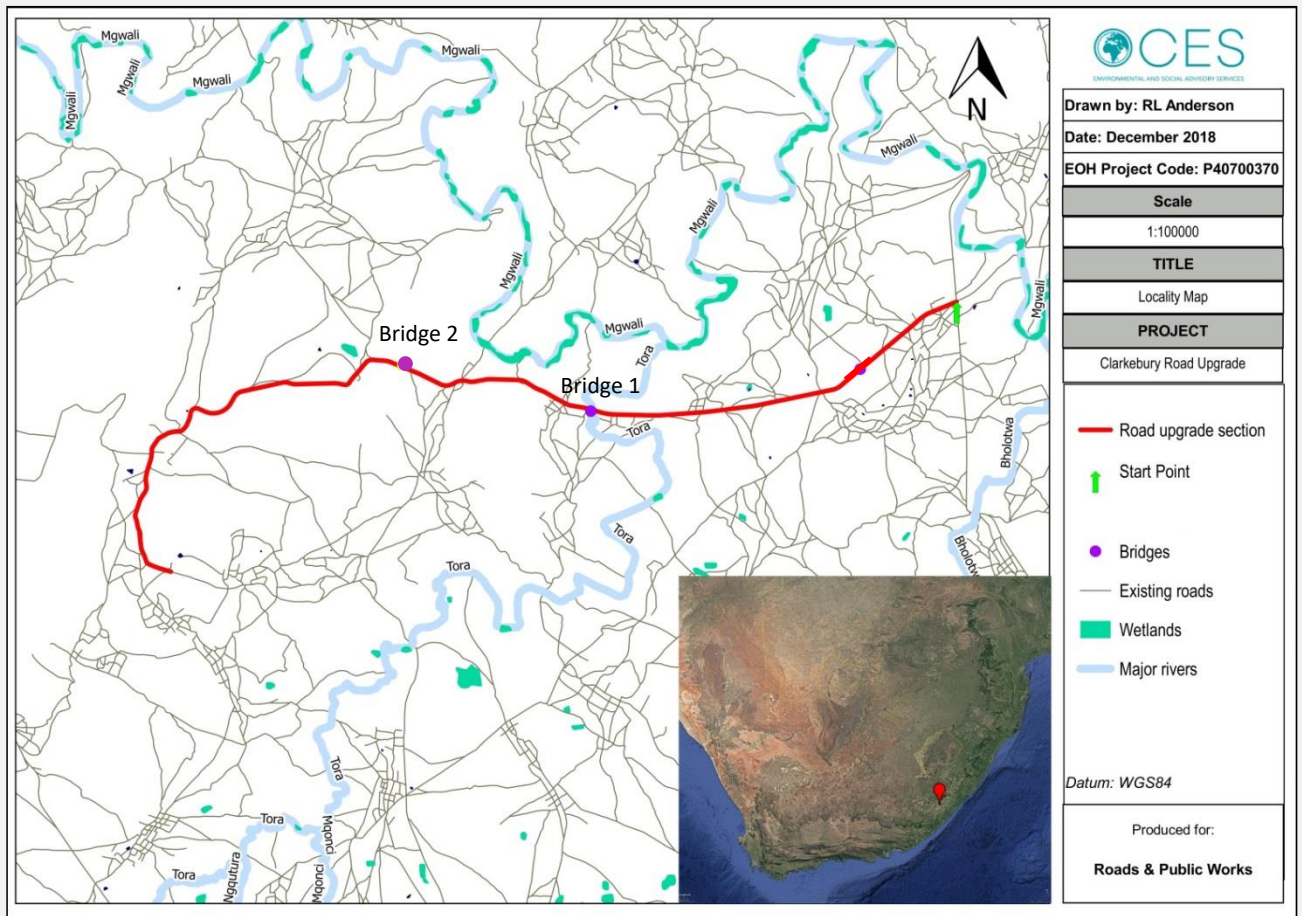 Mgwali
Mgwali
Mgwali
Mgwali
Mgwali
Mgwali
N
Mgwali
Mgwali
Mgwali
Mgwali
Mgwali
Tora
Bridge 2
Bridge 1
Tora
Bholotwa
Tora
Bholotwa
Tora
Tora
Tora
Mqonci
Tora
Ngqutura
Mqonci
CES
ENVIRONMENTAL AND SOCIAL ADVISORY SERVICES
Drawn by: RL Anderson
Date: December 2018
EOH Project Code: P40700370
Scale
1:100000
TITLE
Locality Map
PROJECT
Clarkebury Road Upgrade
Road upgrade section
Start Point
Bridges
Existing roads
Wetlands
Major rivers
Datum: WGS84
Produced for:
Roads & Public Works